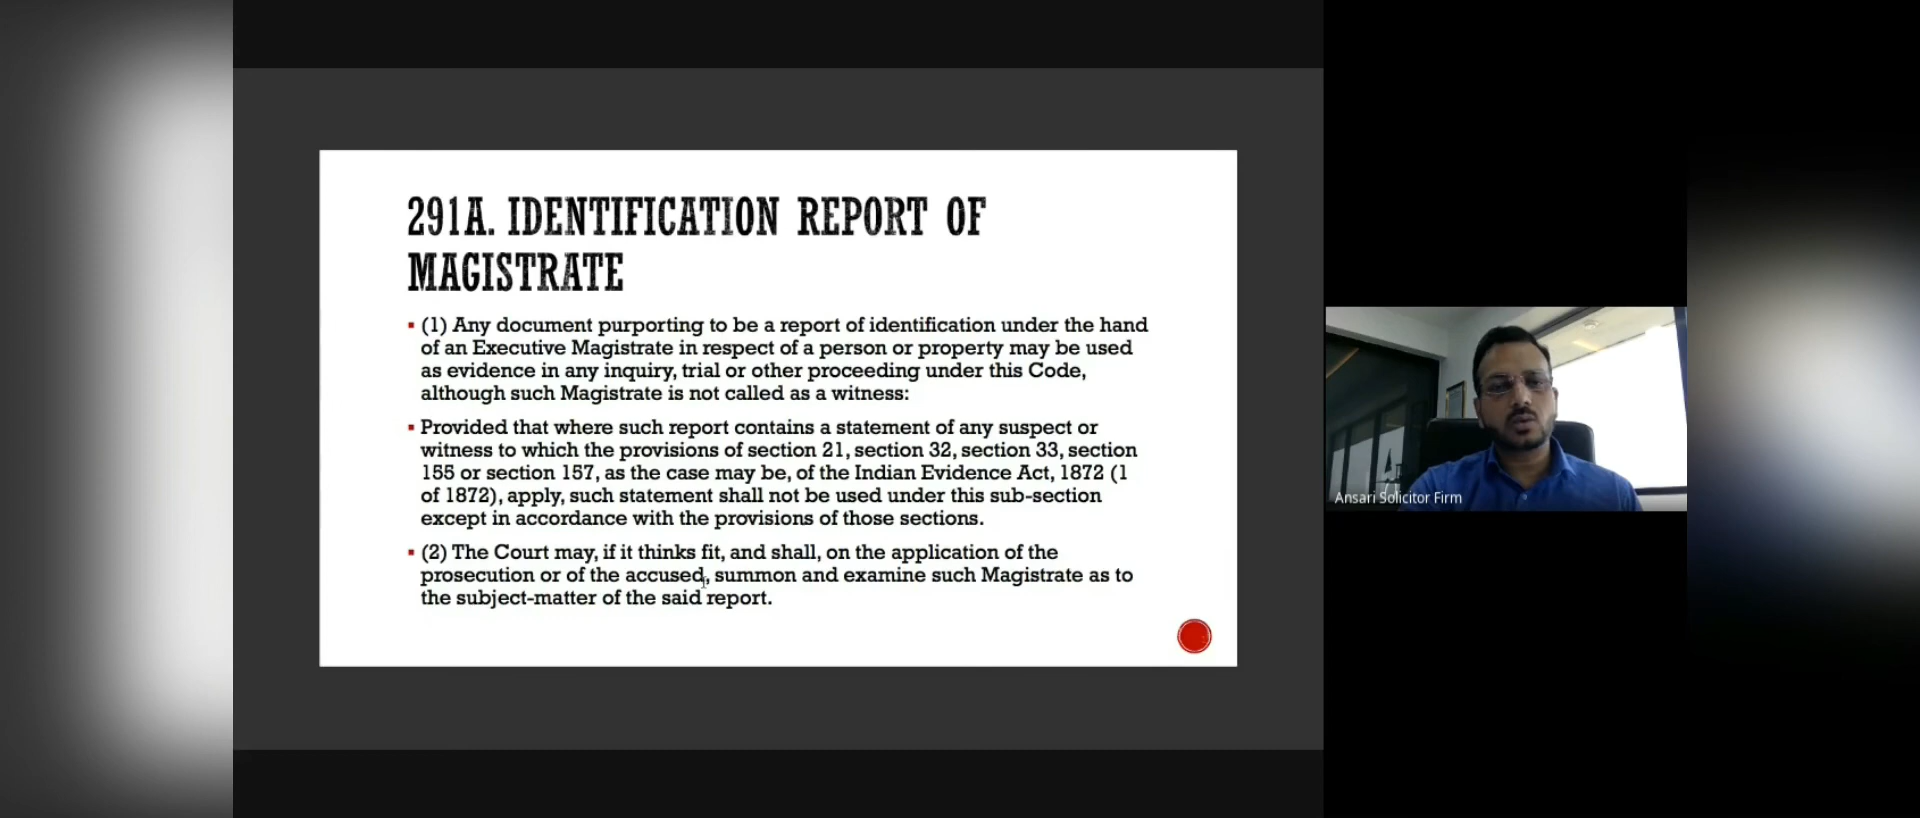 291A. IDENTIFICATION REPORT OF
MAGISTRATE
(1) Any document purporting to be a report of identification under the hand
of an Executive Magistrate in respect of a person or property may be used
as evidence in any inquiry, trial or other proceeding under this Code,
although such Magistrate is not called as a witness:
Provided that where such report contains a statement of any suspect or
witness to which the provisions of section 21, section 32, section 33, section
155 or section 157, as the case may be, of the Indian Evidence Act, 1872 (1
of 1872), apply, such statement shall not be used under this sub-section
except in accordance with the provisions of those sections.
(2) The Court may, if it thinks fit, and shall, on the application of the
prosecution or of the accused, summon and examine such Magistrate as to
the subject-matter of the said report.
Ansari Solicitor Firm